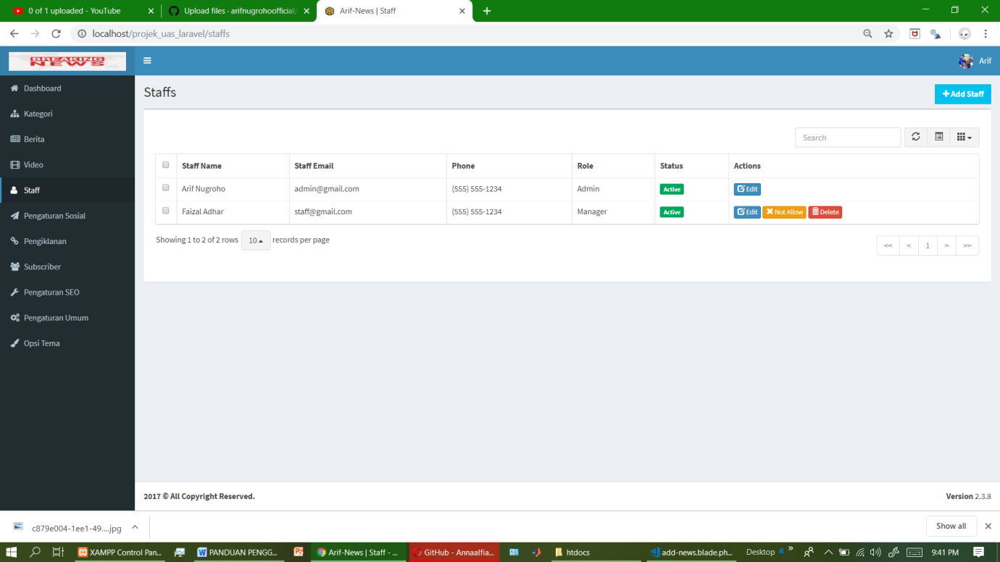 0 of 1 uploaded - YouTube
Upload files · arifnugrohoofficial/
Arif-News | Staff
localhost/projek_uas_laravel/staffs
BREAKING
NEWS
Arif
Dashboard
Kategori
Berita
Video
Staff
Pengaturan Sosial
Pengiklanan
Subscriber
Pengaturan SEO
Pengaturan Umum
Opsi Tema
Staffs
Add Staff
Search
Staff Name Staff Email Phone Role Status Actions
Arif Nugroho admin@gmail.com (555) 555-1234 Admin Active Edit
Faizal Adhar staff@gmail.com (555) 555-1234 Manager Active Edit Not Allow Delete
Showing 1 to 2 of 2 rows 10 records per page
<< < 1 > >>
2017 © All Copyright Reserved. Version 2.3.8
c879e004-1ee1-49....jpg
Show all
XAMPP Control Pan... PANDUAN PENGG... Arif-News | Staff - ... GitHub - Annaalfia... htdocs add-news.blade.ph... Desktop » 9:41 PM